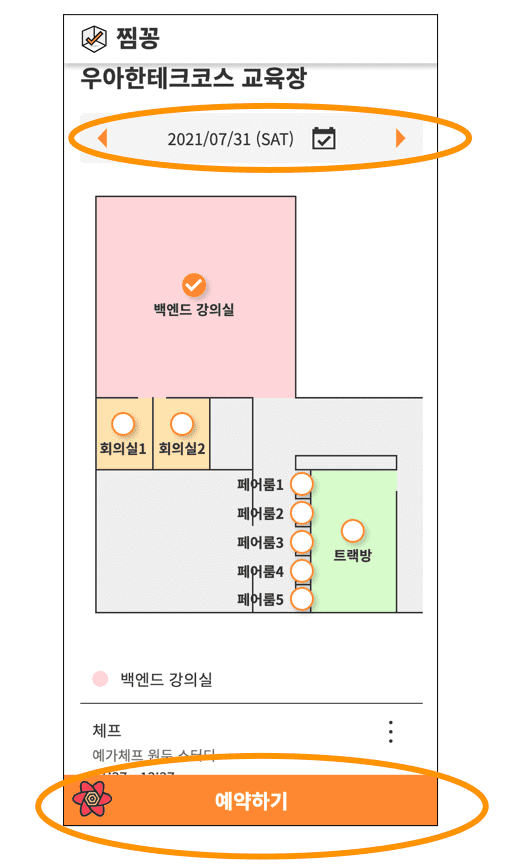 찜꽁
우아한테크코스 교육장
2021/07/31 (SAT)
백엔드 강의실
회의실1 회의실2
페어룸1
페어룸2
페어룸3
트랙방
페어룸4
페어룸5
백엔드 강의실
체프
예가체프 원두 스터디
예약하기